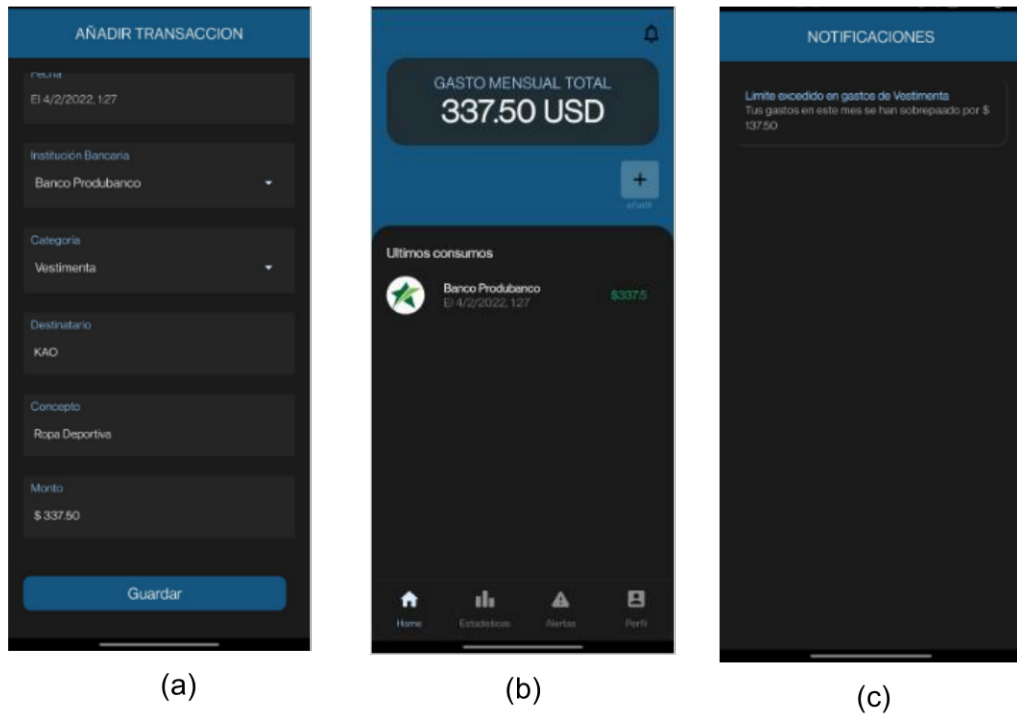 AÑADIR TRANSACCION
Fecha
El 4/2/2022, 1:27
Institución Bancaria
Banco Produbanco
Categoria
Vestimenta
Destinatario
KAO
Concepto
Ropa Deportiva
Monto
$ 337.50
Guardar
(a)
GASTO MENSUAL TOTAL
337.50 USD
+
añadir
Ultimos consumos
Banco Produbanco
El 4/2/2022, 1:27
$337.5
Home
Estadisticas
Alertas
Perfil
(b)
NOTIFICACIONES
Limite excedido en gastos de Vestimenta
Tus gastos en este mes se han sobrepaado por $
137.50
(c)